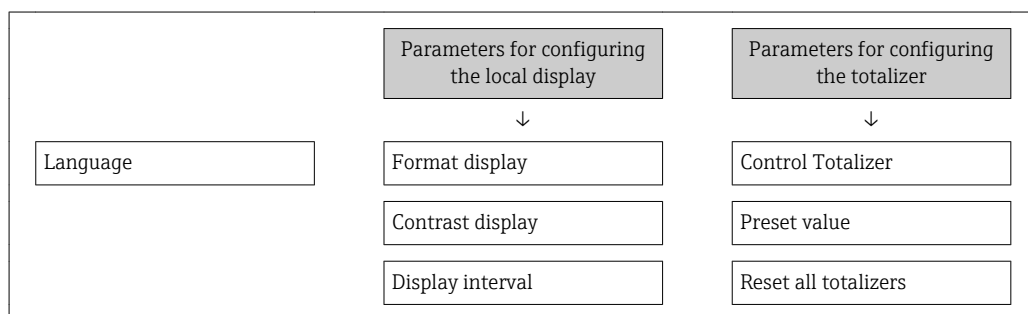 Parameters for configuring
the local display
Parameters for configuring
the totalizer
↓
↓
Language
Format display
Control Totalizer
Contrast display
Preset value
Display interval
Reset all totalizers